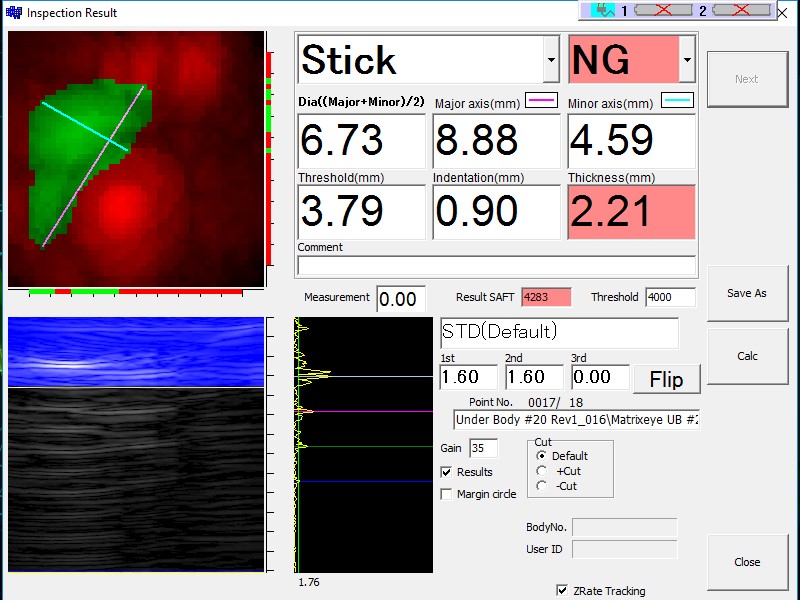 Inspection Result
1 2
Stick NG
Next
Dia((Major+Minor)/2) Major axis(mm) Minor axis(mm)
6.73 8.88 4.59
Threshold(mm) Indentation(mm) Thickness(mm)
3.79 0.90 2.21
Comment
Measurement 0.00 Result SAFT 4283 Threshold 4000
Save As
STD(Default)
Calc
1st 2nd 3rd
1.60 1.60 0.00 Flip
Point No. 0017/ 18
Under Body #20 Rev1_016\Matrixeye UB #2
Gain 35
Cut
Default
Results
+Cut
-Cut
Margin circle
BodyNo.
User ID
Close
1.76
ZRate Tracking